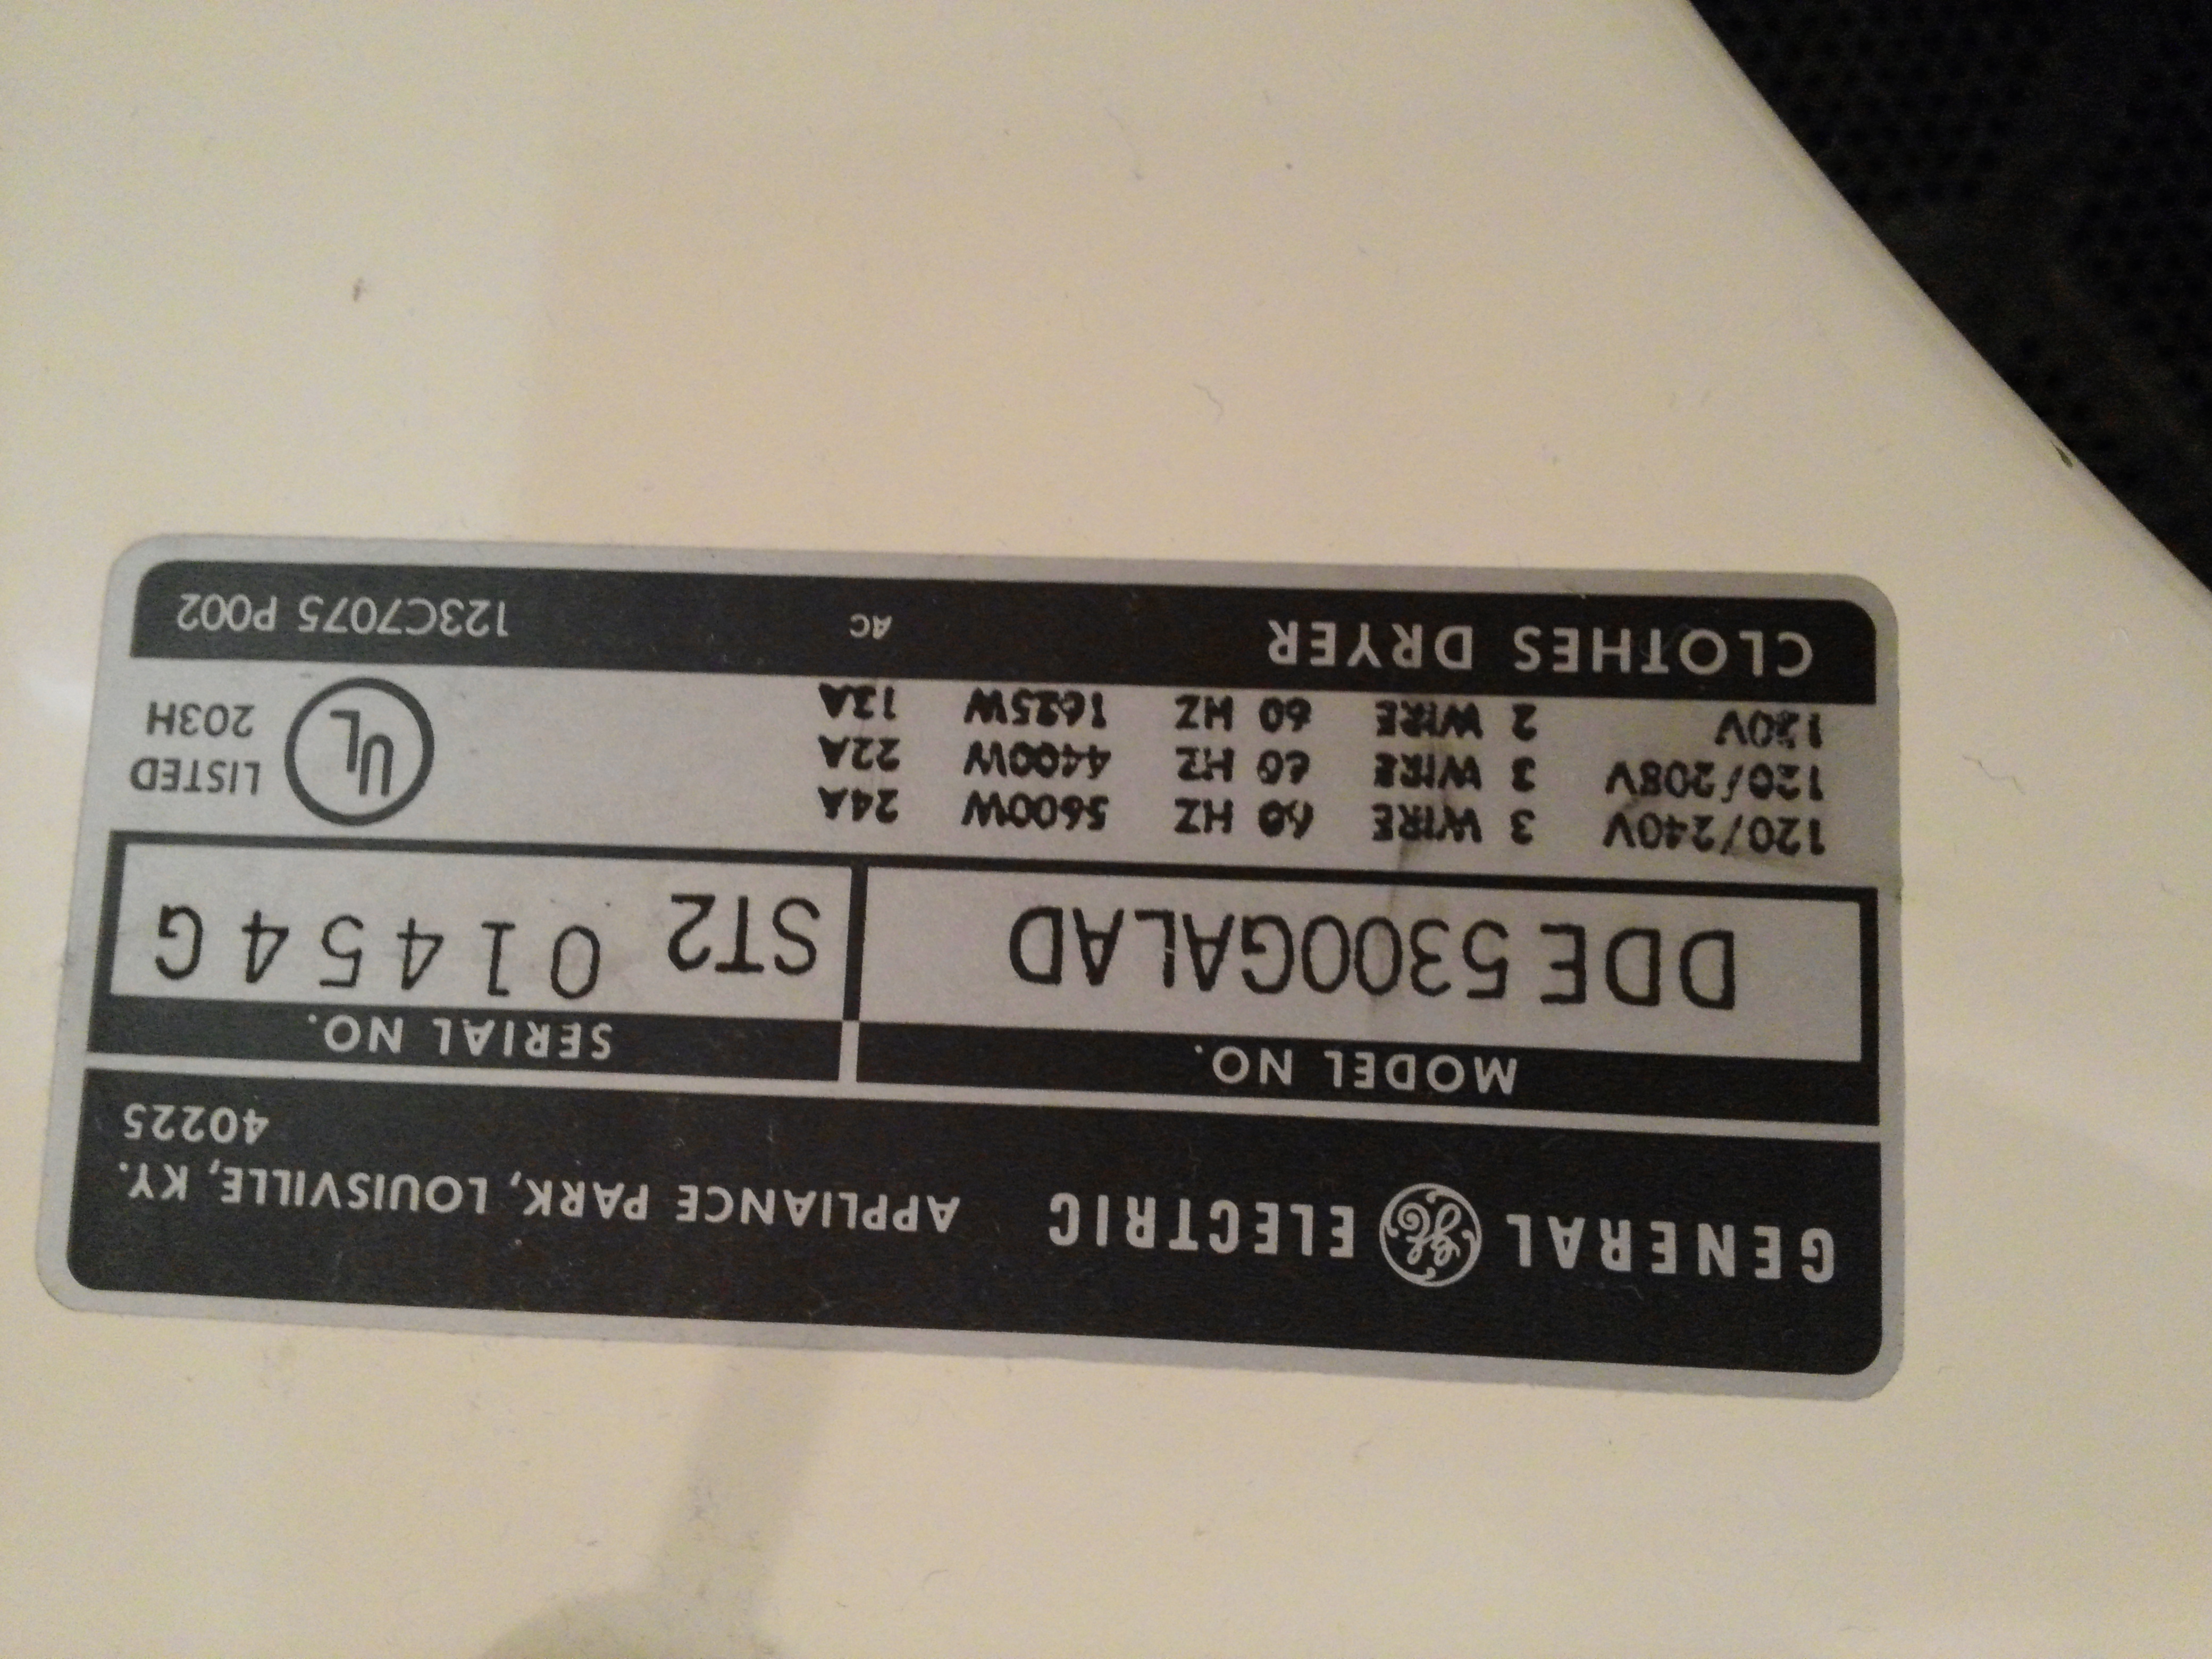 GENERAL GE ELECTRIC APPLIANCE PARK, LOUISVILLE, KY.
40225
MODEL NO. SERIAL NO.
DDE5300GALAD ST2 01454G
120/240V 3 WIRE 60 HZ 5600W 24A
120/208V 3 WIRE 60 HZ 4400W 22A
120V 2 WIRE 60 HZ 1625W 13A
UL LISTED
203H
CLOTHES DRYER AC 123C7075 P002